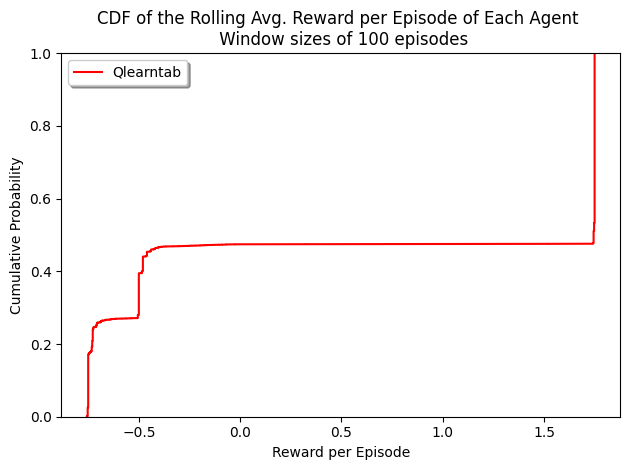 CDF of the Rolling Avg. Reward per Episode of Each Agent
Window sizes of 100 episodes
Qlearntab
Cumulative Probability
1.0
0.8
0.6
0.4
0.2
0.0
−0.5
0.0
0.5
1.0
1.5
Reward per Episode